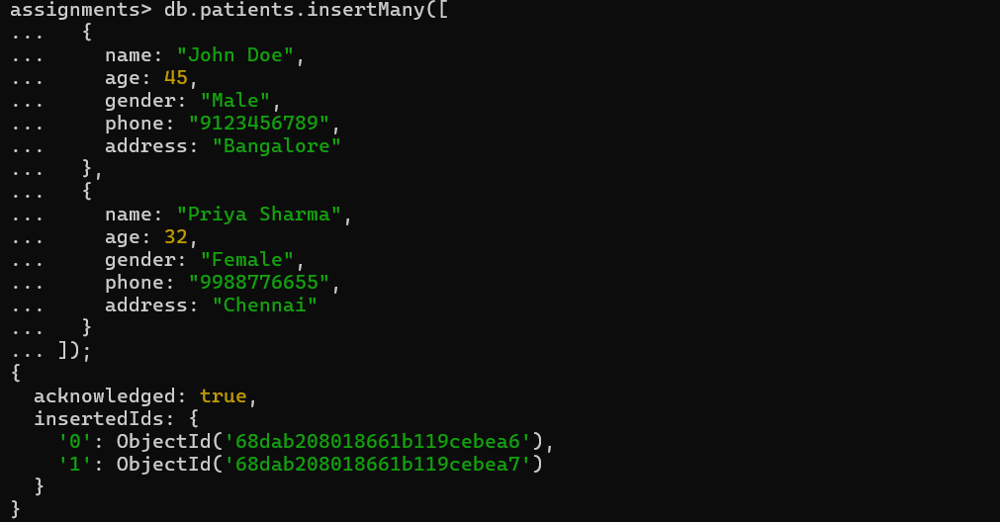 assignments> db.patients.insertMany([
...   {
...     name: "John Doe",
...     age: 45,
...     gender: "Male",
...     phone: "9123456789",
...     address: "Bangalore"
...   },
...   {
...     name: "Priya Sharma",
...     age: 32,
...     gender: "Female",
...     phone: "9988776655",
...     address: "Chennai"
...   }
... ]);
{
  acknowledged: true,
  insertedIds: {
    '0': ObjectId('68dab208018661b119cebea6'),
    '1': ObjectId('68dab208018661b119cebea7')
  }
}